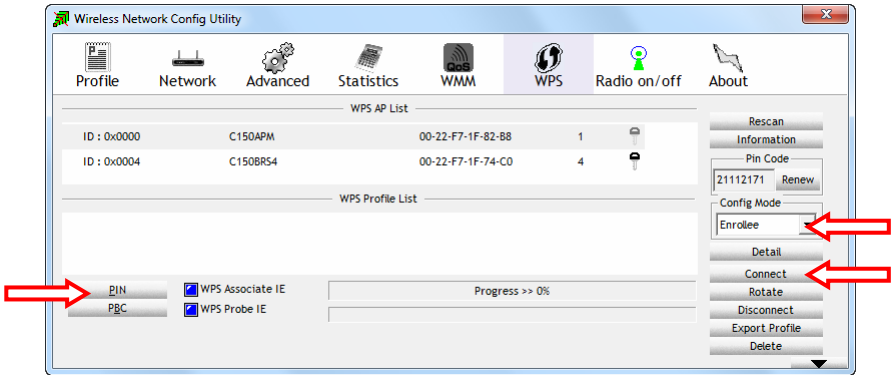 Wireless Network Config Utility
Profile Network Advanced Statistics QoS WMM WPS Radio on/off About
WPS AP List
ID : 0x0000 C150APM 00-22-F7-1F-82-B8 1
ID : 0x0004 C150BRS4 00-22-F7-1F-74-C0 4
WPS Profile List
Rescan
Information
Pin Code
21112171 Renew
Config Mode
Enrollee
Detail
Connect
Rotate
Disconnect
Export Profile
Delete
PIN WPS Associate IE Progress >> 0%
PBC WPS Probe IE